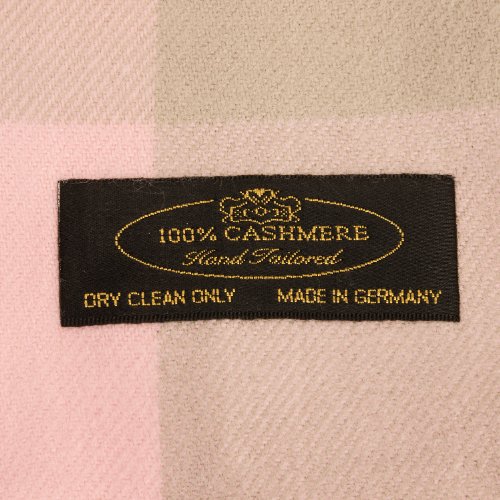 100% CASHMERE
Hand Tailored
DRY CLEAN ONLY MADE IN GERMANY